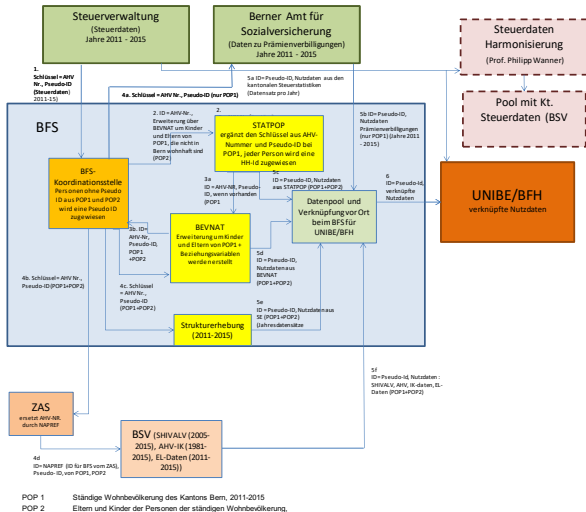 Steuerverwaltung
(Steuerdaten)
Jahre 2011 - 2015
Berner Amt für
Sozialversicherung
(Daten zu Prämienverbilligungen)
Jahre 2011 - 2015
Steuerdaten
Harmonisierung
(Prof. Philipp Wanner)
Pool mit Kt.
Steuerdaten (BSV
1.
Schlüssel = AHV
Nr., Pseudo-ID
(Steuerdaten)
2011-15)
4a. Schlüssel = AHV Nr., Pseudo-ID (nur POP1)
5a ID= Pseudo-ID, Nutzdaten aus den
kantonalen Steuerstatistiken
(Datensatz pro Jahr)
BFS
2. ID =AHV-Nr.,
Erweiterung über
BEVNAT um Kinder
und Eltern von
POP1, die nicht in
Bern wohnhaft sind
(POP2)
2.
STATPOP
ergänzt den Schlüssel aus AHV-
Nummer und Pseudo-ID bei
POP1, jeder Person wird eine
HH-Id zugewiesen
5b ID=Pseudo-ID,
Nutzdaten
Prämienverbilligungen
(nur POP1) (Jahre 2011
- 2015)
BFS-
Koordinationsstelle
Personen ohne Pseudo
ID aus POP1 und POP2
wird eine Pseudo ID
zugewiesen
3a
ID = AHV-NR, Pseudo-
ID, wenn vorhanden
(POP1
5c
ID = Pseudo-ID, Nutzdaten
aus STATPOP (POP1+POP2)
6
ID=Pseudo-Id,
verknüpfte
Nutzdaten
UNIBE/BFH
verknüpfte Nutzdaten
Datenpool und
Verknüpfung vor Ort
beim BFS für
UNIBE/BFH
3b. ID=
AHV-Nr,
Pseudo-ID,
POP1
+POP2
BEVNAT
Erweiterung um Kinder
und Eltern von POP1 +
Beziehungsvariablen
werden erstellt
5d
ID = Pseudo-ID,
Nutzdaten aus
BEVNAT
(POP1+POP2)
4b. Schlüssel = AHV Nr.,
Pseudo-ID (POP1+POP2)
4c. Schlüssel
= AHV Nr.,
Pseudo-ID
(POP1+POP2)
5e
ID = Pseudo-ID, Nutzdaten aus
SE (POP1+POP2)
(Jahresdatensätze)
Strukturerhebung
(2011-2015)
5f
ID=Pseudo-Id, Nutzdaten :
SHIVALV, AHV, IK-daten, EL-
Daten (POP1+POP2)
ZAS
ersetzt AHV-NR.
durch NAPREF
BSV (SHIVALV (2005-
2015), AHV-IK (1981-
2015), EL-Daten (2011-
2015))
4d
ID= NAPREF (ID für BFS vom ZAS),
Pseudo- ID, von POP1, POP2
POP 1 Ständige Wohnbevölkerung des Kantons Bern, 2011-2015
POP 2 Eltern und Kinder der Personen der ständigen Wohnbevölkerung,